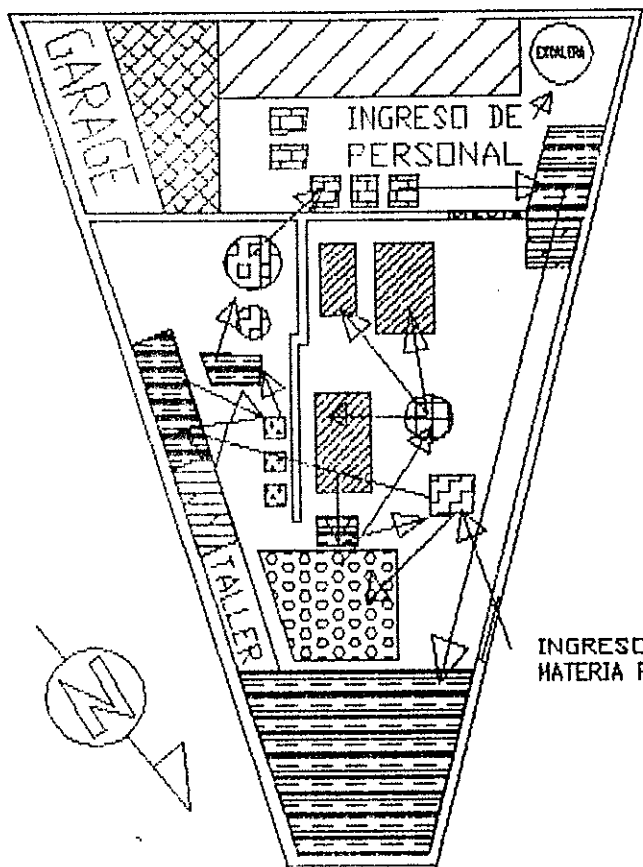 GARAGE
INGRESO DE
PERSONAL
TALLER
N
INGRESO
MATERIA P